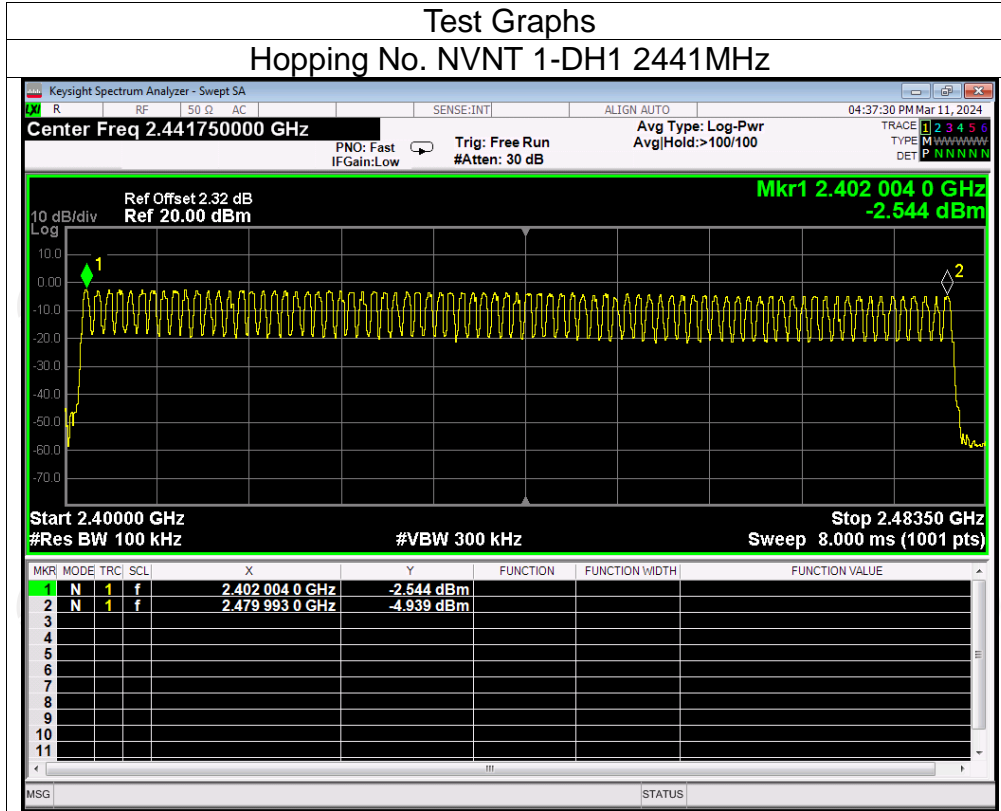 Test Graphs
Hopping No. NVNT 1-DH1 2441MHz
Keysight Spectrum Analyzer - Swept SA
LXI R RF 50 Ω AC SENSE:INT ALIGN AUTO 04:37:30 PM Mar 11, 2024
Center Freq 2.441750000 GHz Avg Type: Log-Pwr TRACE 1 2 3 4 5 6
PNO: Fast Trig: Free Run Avg|Hold:>100/100 TYPE M WWWWW
IFGain:Low #Atten: 30 dB DET P N N N N N
Mkr1 2.402 004 0 GHz
Ref Offset 2.32 dB
10 dB/div Ref 20.00 dBm -2.544 dBm
Log
10.0
1
2
0.00
-10.0
-20.0
-30.0
-40.0
-50.0
-60.0
-70.0
Start 2.40000 GHz Stop 2.48350 GHz
#Res BW 100 kHz #VBW 300 kHz Sweep 8.000 ms (1001 pts)
MKR MODE TRC SCL X Y FUNCTION FUNCTION WIDTH FUNCTION VALUE
1 N 1 f 2.402 004 0 GHz -2.544 dBm
2 N 1 f 2.479 993 0 GHz -4.939 dBm
3
4
5
6
7
8
9
10
11
MSG STATUS